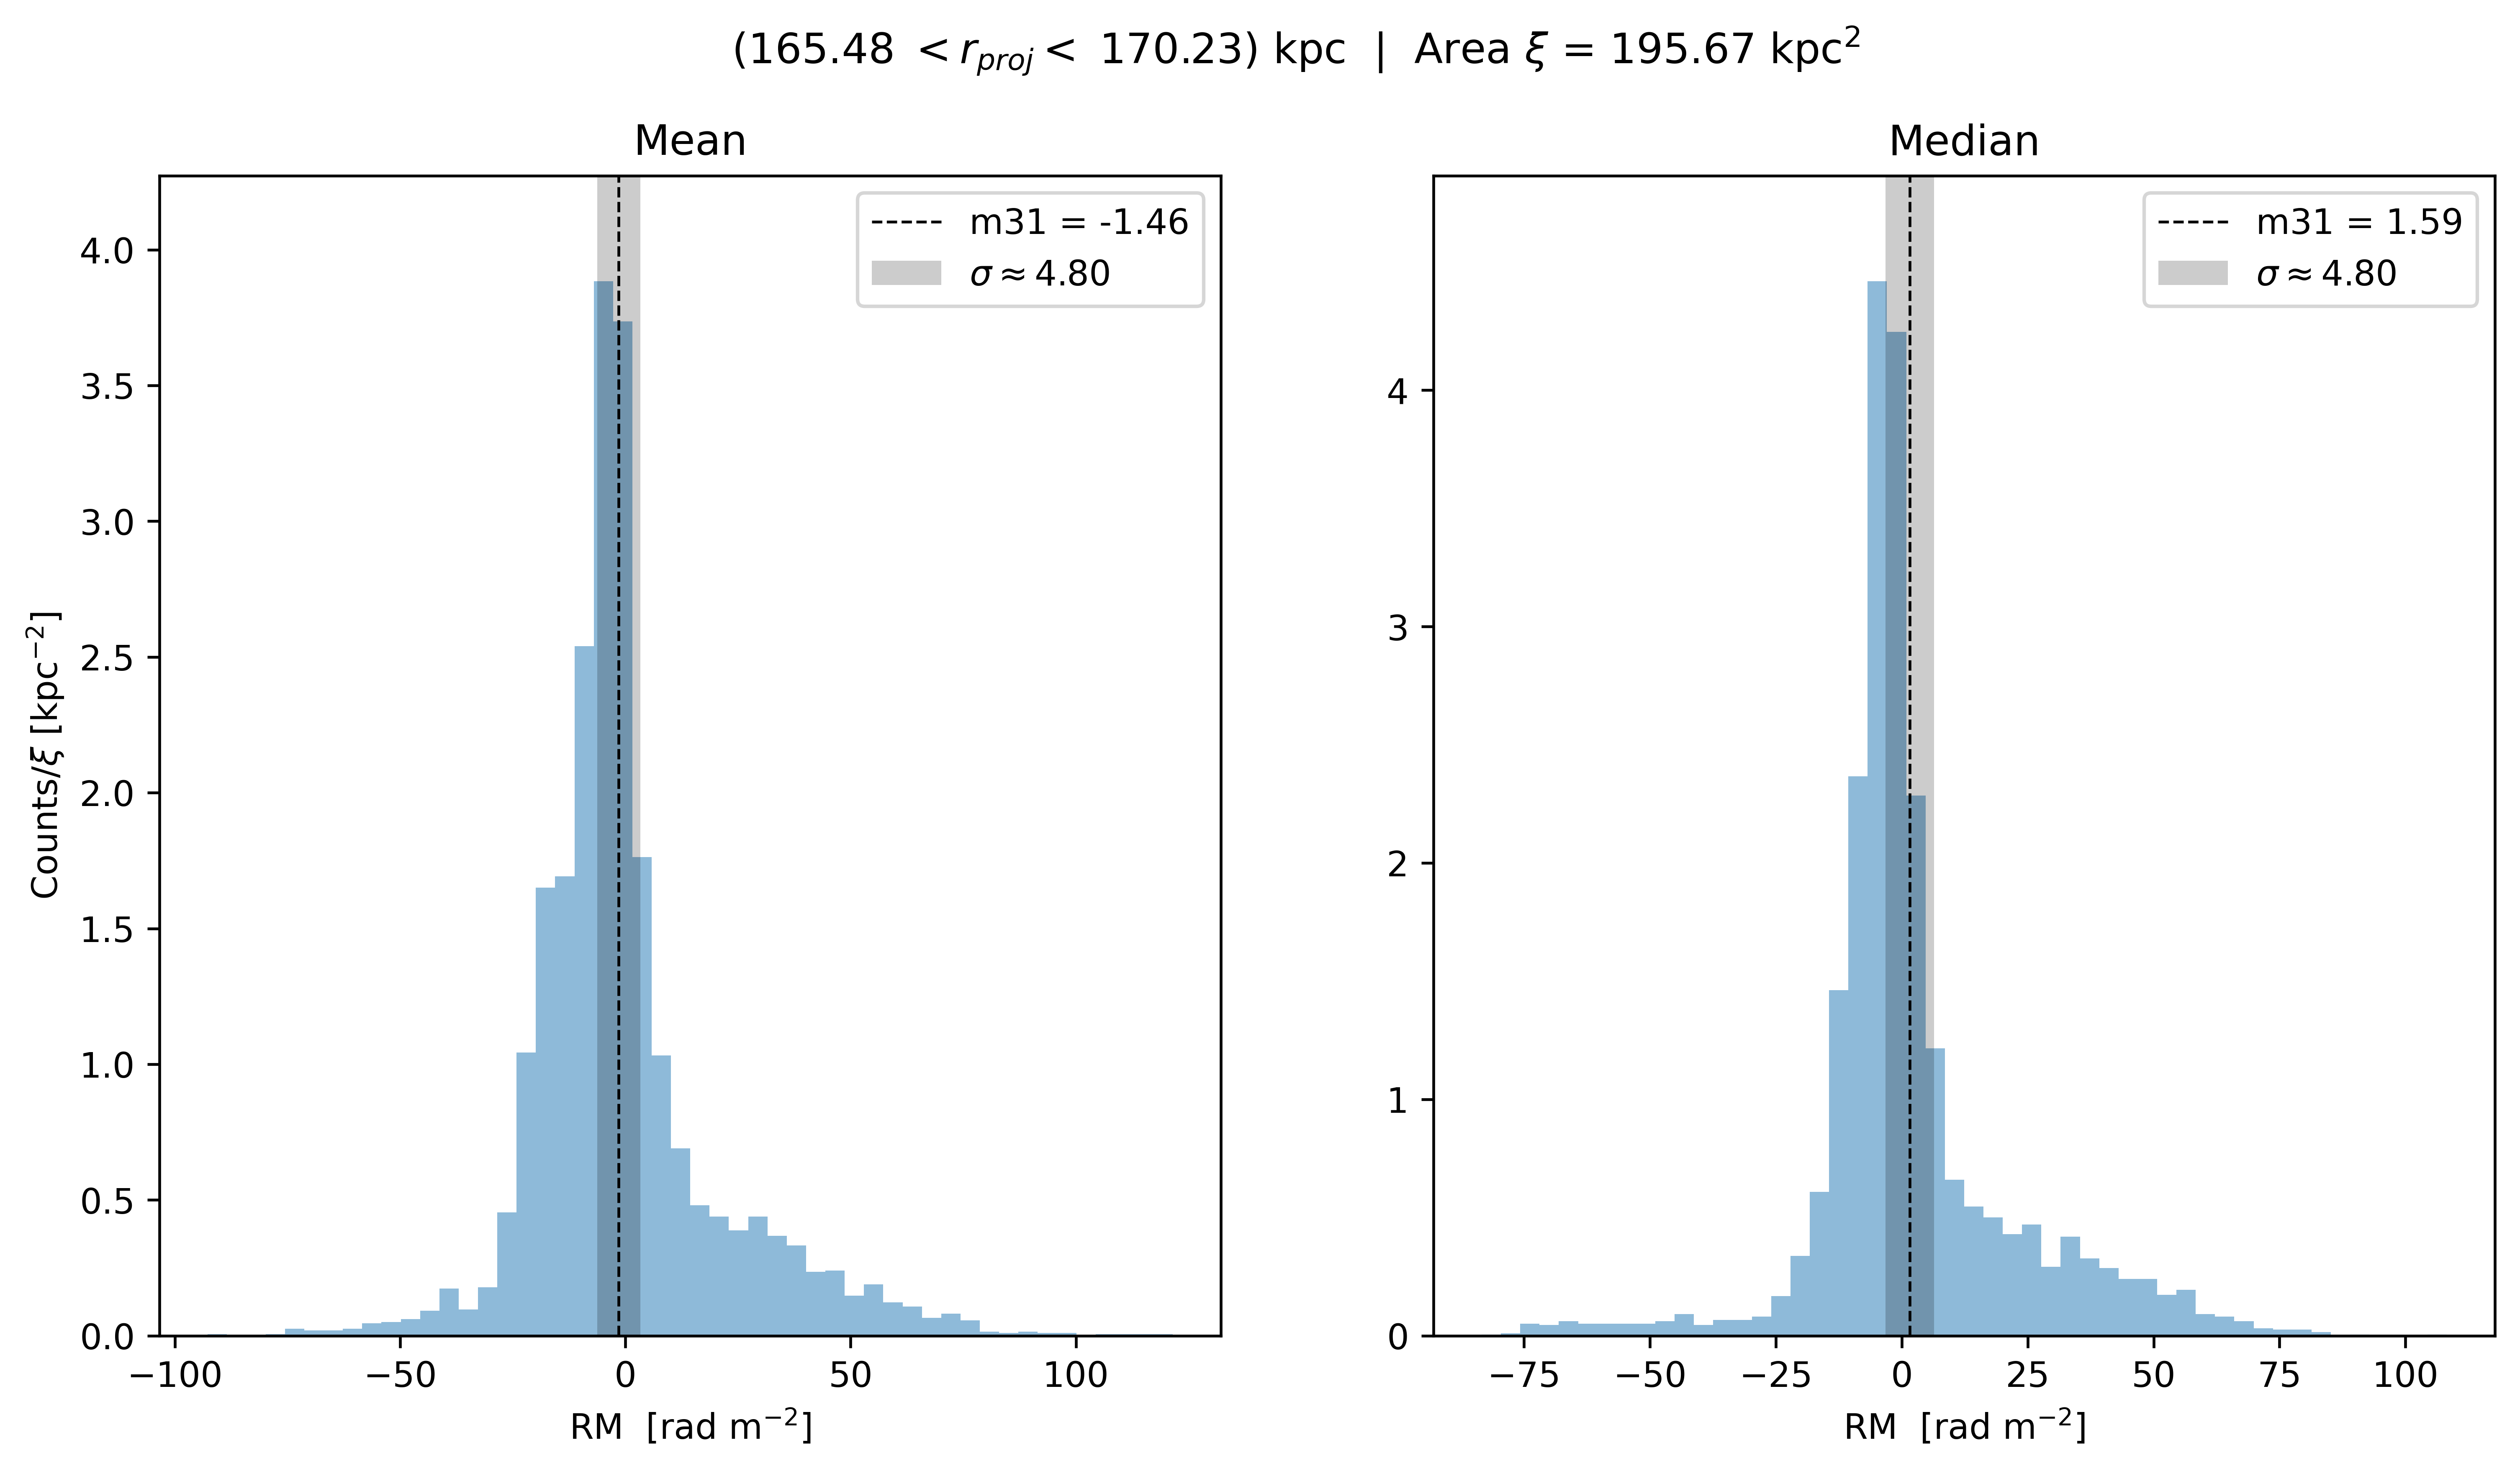 (165.48 < r_proj < 170.23) kpc | Area ξ = 195.67 kpc²
Mean
m31 = -1.46
σ ≈ 4.80
Counts/ξ [kpc⁻²]
4.0
3.5
3.0
2.5
2.0
1.5
1.0
0.5
0.0
−100 −50 0 50 100
RM [rad m⁻²]
Median
m31 = 1.59
σ ≈ 4.80
4
3
2
1
0
−75 −50 −25 0 25 50 75 100
RM [rad m⁻²]